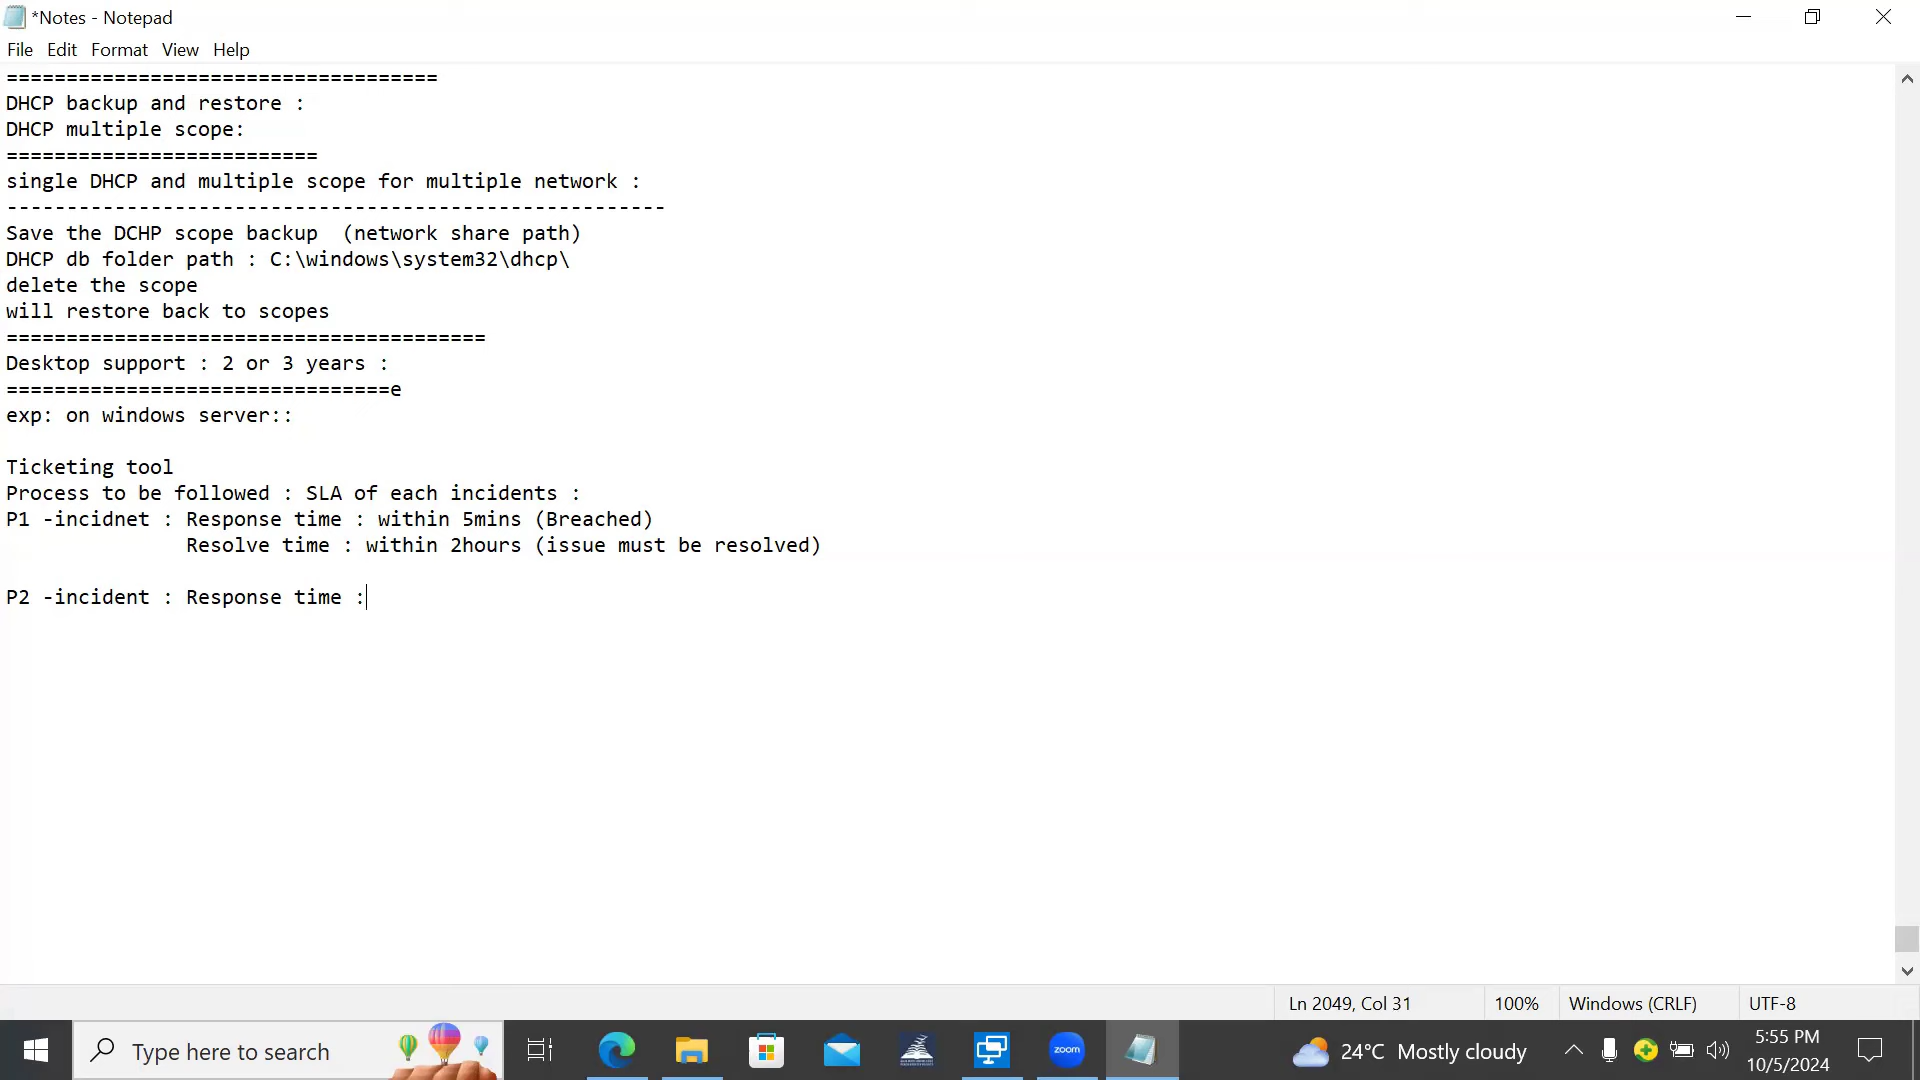 *Notes - Notepad
File Edit Format View Help
====================================
DHCP backup and restore :
DHCP multiple scope:
==========================
single DHCP and multiple scope for multiple network :
-------------------------------------------------------
Save the DCHP scope backup  (network share path)
DHCP db folder path : C:\windows\system32\dhcp\
delete the scope
will restore back to scopes
========================================
Desktop support : 2 or 3 years :
================================e
exp: on windows server::
Ticketing tool
Process to be followed : SLA of each incidents :
P1 -incidnet : Response time : within 5mins (Breached)
Resolve time : within 2hours (issue must be resolved)
P2 -incident : Response time :
Ln 2049, Col 31 100% Windows (CRLF) UTF-8
Type here to search
zoom
24°C Mostly cloudy
5:55 PM
10/5/2024